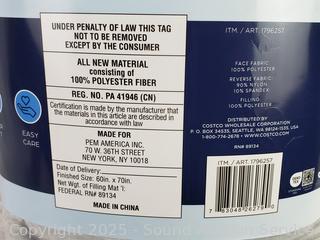 UNDER PENALTY OF LAW THIS TAG
NOT TO BE REMOVED
EXCEPT BY THE CONSUMER
ALL NEW MATERIAL
consisting of
100% POLYESTER FIBER
REG. NO. PA 41946 (CN)
Certification is made by the manufacturer that
the materials in this article are described in
accordance with law
MADE FOR
PEM AMERICA INC.
70 W. 36TH STREET
NEW YORK, NY 10018
Date of Delivery:
Finished Size: 60in. x 70in.
Net Wgt. of Filling Mat'l:
FEDERAL RN# 89134
MADE IN CHINA
EASY
CARE
ITM. / ART. 1796257
FACE FABRIC:
100% POLYESTER
REVERSE FABRIC:
90% NYLON
10% SPANDEX
FILLING:
100% POLYESTER
DISTRIBUTED BY
COSTCO WHOLESALE CORPORATION
P. O. BOX 34535, SEATTLE, WA 98124-1535, USA
1-800-774-2678 • WWW.COSTCO.COM
RN# 89134
ITM. / ART. 1796257
Copyright 2025 - Sound